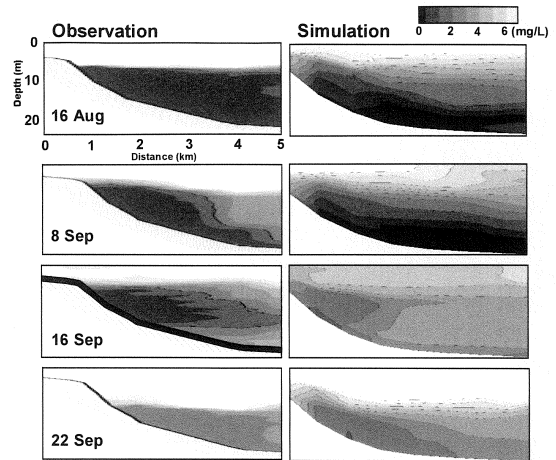 Observation
Simulation
0 2 4 6 (mg/L)
0
10
20
Depth (m)
16 Aug
0 1 2 3 4 5
Distance (km)
8 Sep
16 Sep
22 Sep